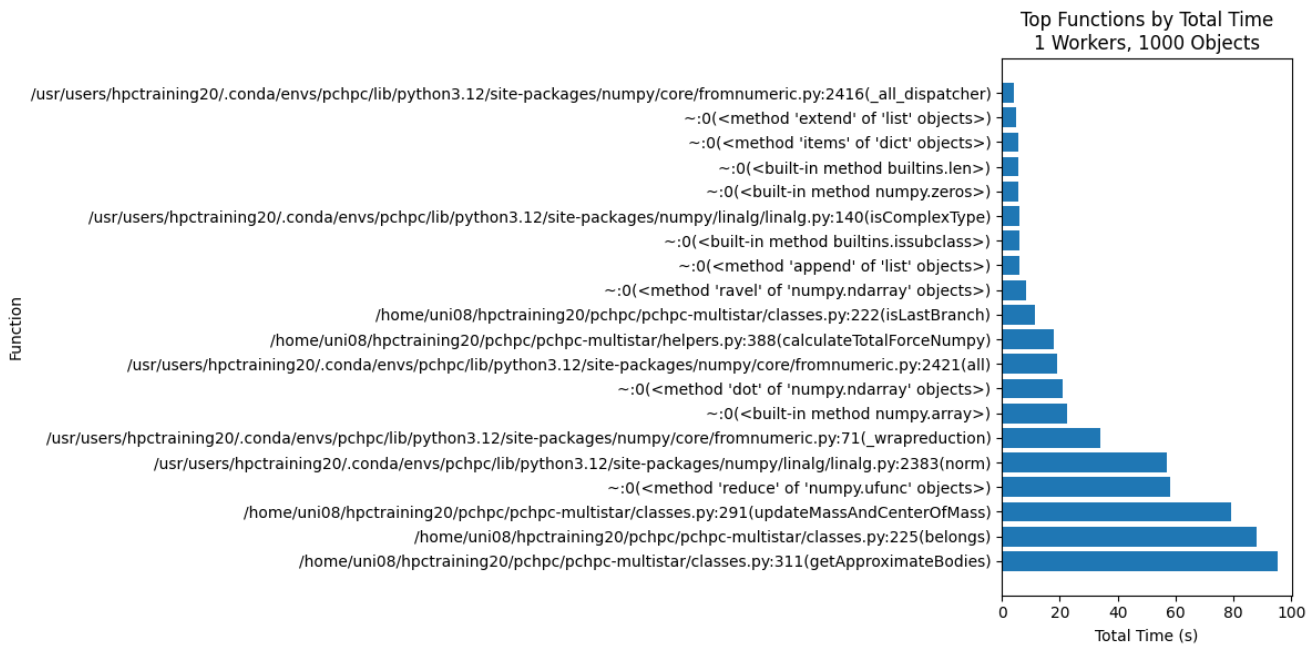 Top Functions by Total Time
1 Workers, 1000 Objects
/usr/users/hpctraining20/.conda/envs/pchpc/lib/python3.12/site-packages/numpy/core/fromnumeric.py:2416(_all_dispatcher)
~:0(<method 'extend' of 'list' objects>)
~:0(<method 'items' of 'dict' objects>)
~:0(<built-in method builtins.len>)
~:0(<built-in method numpy.zeros>)
/usr/users/hpctraining20/.conda/envs/pchpc/lib/python3.12/site-packages/numpy/linalg/linalg.py:140(isComplexType)
~:0(<built-in method builtins.issubclass>)
~:0(<method 'append' of 'list' objects>)
~:0(<method 'ravel' of 'numpy.ndarray' objects>)
/home/uni08/hpctraining20/pchpc/pchpc-multistar/classes.py:222(isLastBranch)
/home/uni08/hpctraining20/pchpc/pchpc-multistar/helpers.py:388(calculateTotalForceNumpy)
/usr/users/hpctraining20/.conda/envs/pchpc/lib/python3.12/site-packages/numpy/core/fromnumeric.py:2421(all)
~:0(<method 'dot' of 'numpy.ndarray' objects>)
~:0(<built-in method numpy.array>)
/usr/users/hpctraining20/.conda/envs/pchpc/lib/python3.12/site-packages/numpy/core/fromnumeric.py:71(_wrapreduction)
/usr/users/hpctraining20/.conda/envs/pchpc/lib/python3.12/site-packages/numpy/linalg/linalg.py:2383(norm)
~:0(<method 'reduce' of 'numpy.ufunc' objects>)
/home/uni08/hpctraining20/pchpc/pchpc-multistar/classes.py:291(updateMassAndCenterOfMass)
/home/uni08/hpctraining20/pchpc/pchpc-multistar/classes.py:225(belongs)
/home/uni08/hpctraining20/pchpc/pchpc-multistar/classes.py:311(getApproximateBodies)
Function
0 20 40 60 80 100
Total Time (s)